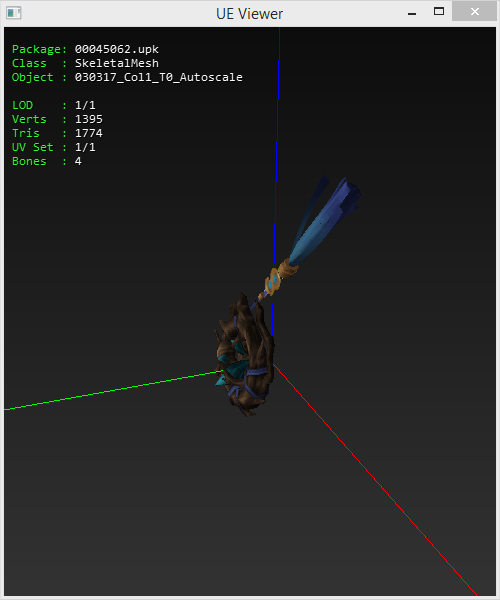 UE Viewer
Package: 00045062.upk
Class  : SkeletalMesh
Object : 030317_Col1_T0_Autoscale
LOD    : 1/1
Verts  : 1395
Tris   : 1774
UV Set : 1/1
Bones  : 4